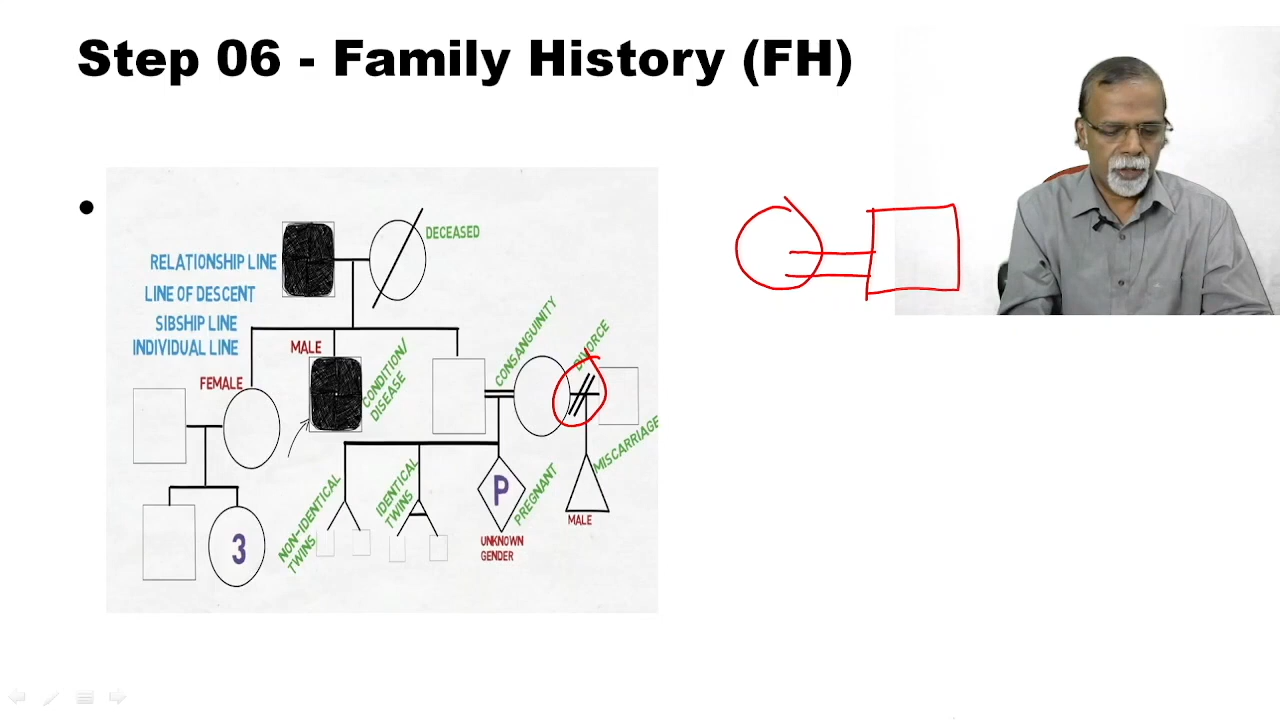 Step 06 - Family History (FH)
•
DECEASED
RELATIONSHIP LINE
LINE OF DESCENT
SIBSHIP LINE
INDIVIDUAL LINE
MALE
FEMALE
CONDITION/
DISEASE
CONSANGUINITY
DIVORCE
MISCARRIAGE
NON-IDENTICAL
TWINS
IDENTICAL
TWINS
P
PREGNANT
MALE
UNKNOWN
GENDER
3